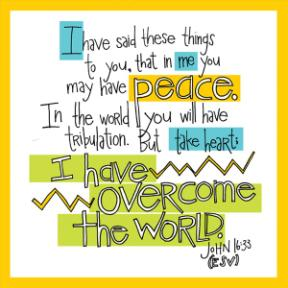 I have said these things
to you, that in me you
may have peace.
In the world you will have
tribulation. But take heart;
I have
overcome
the world.
John 16:33
(ESV)